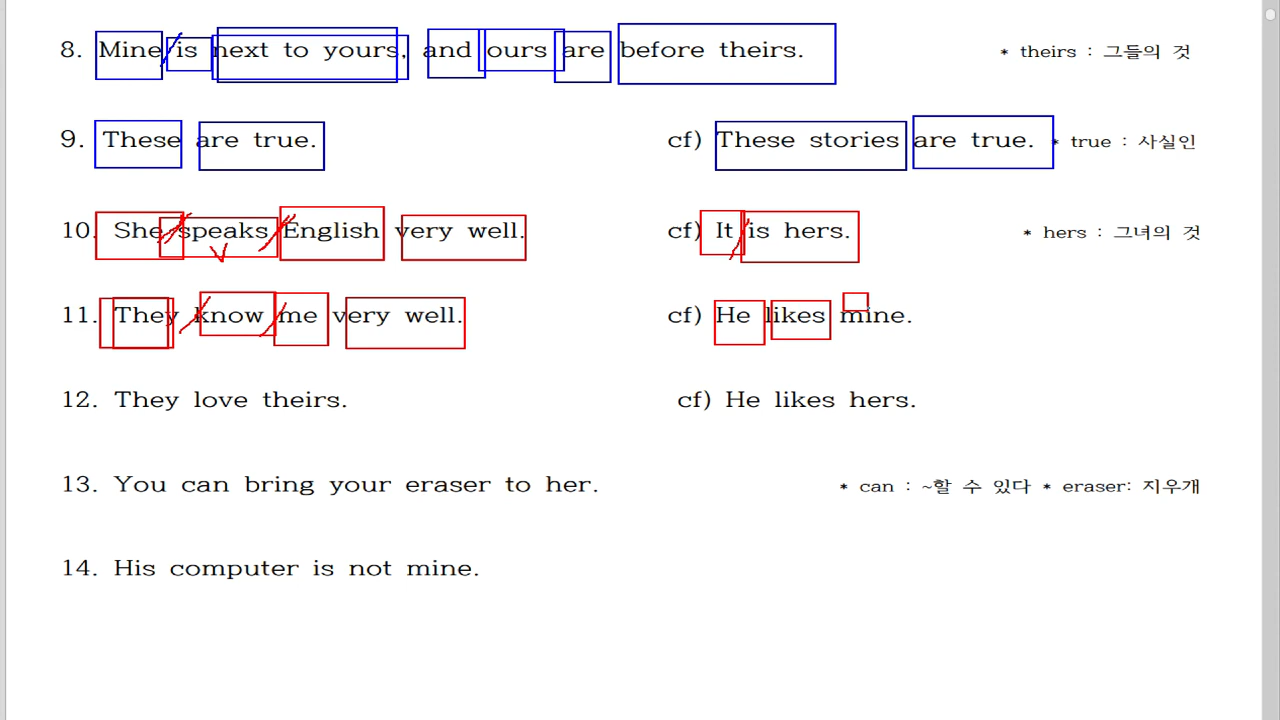 8. Mine is next to yours, and ours are before theirs. * theirs : 그들의 것
9. These are true. cf) These stories are true. * true : 사실인
10. She speaks English very well. cf) It is hers. * hers : 그녀의 것
11. They know me very well. cf) He likes mine.
12. They love theirs. cf) He likes hers.
13. You can bring your eraser to her. * can : ~할 수 있다 * eraser: 지우개
14. His computer is not mine.